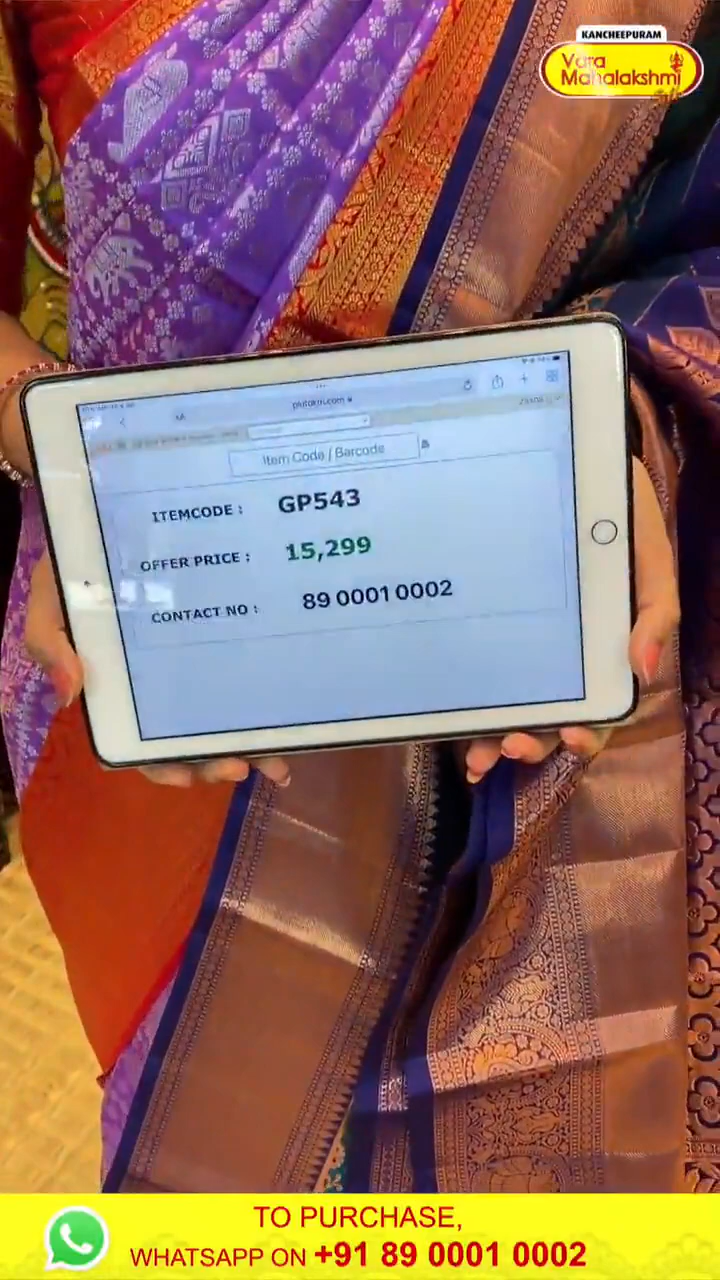 KANCHEEPURAM
Vara
Mahalakshmi
Item Code / Barcode
ITEMCODE : GP543
OFFER PRICE : 15,299
CONTACT NO : 89 0001 0002
TO PURCHASE,
WHATSAPP ON +91 89 0001 0002